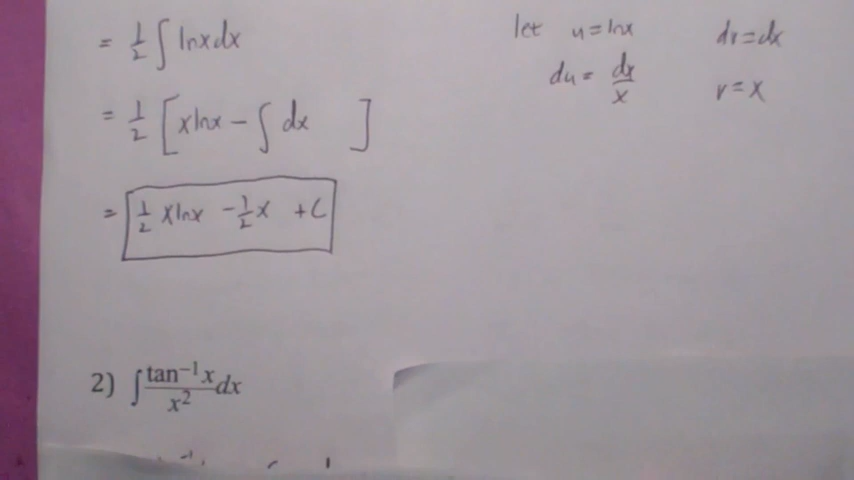 = 1/2 ∫ lnx dx
let u = lnx dv = dx
du = dx/x v = x
= 1/2 [ x lnx − ∫ dx ]
= 1/2 x lnx − 1/2 x + C
2) ∫ tan⁻¹x/x² dx